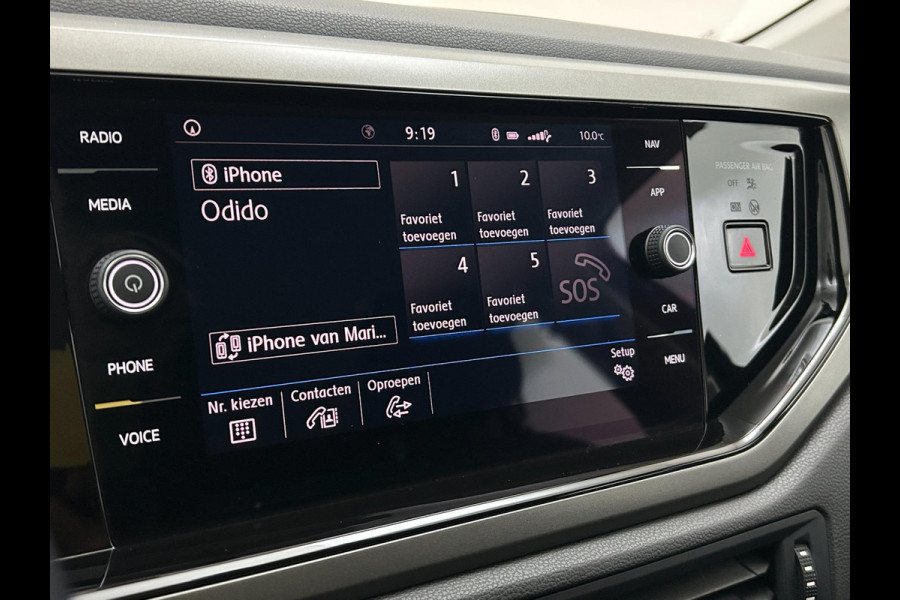 RADIO
MEDIA
PHONE
VOICE
9:19
10.0°C
iPhone
Odido
iPhone van Mari...
1
Favoriet
toevoegen
2
Favoriet
toevoegen
3
Favoriet
toevoegen
4
Favoriet
toevoegen
5
Favoriet
toevoegen
SOS
Nr. kiezen
Contacten
Oproepen
Setup
NAV
APP
CAR
MENU
PASSENGER AIR BAG
OFF